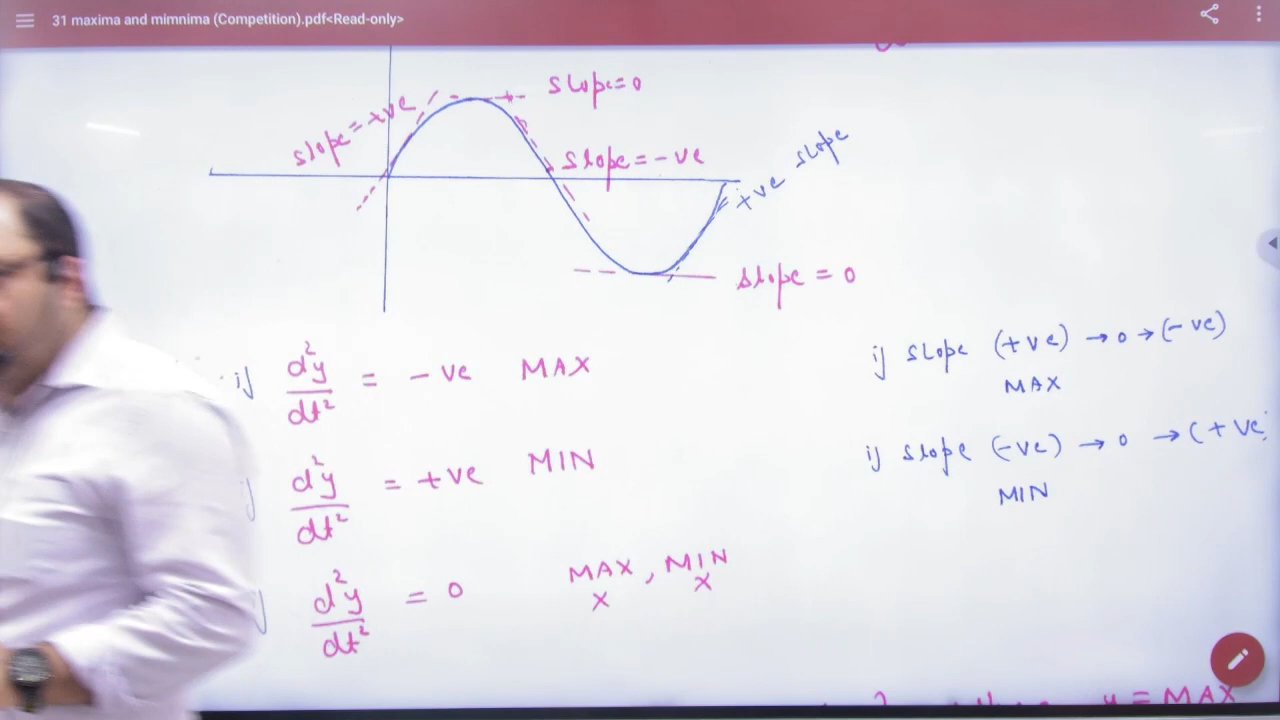 31 maxima and mimnima (Competition).pdf<Read-only>
slope = +ve
slope=0
slope = -ve
+ve slope
slope = 0
if d²y/dt² = -ve MAX
d²y/dt² = +ve MIN
d²y/dt² = 0 MAX, MIN
X X
if slope (+ve) → 0 → (-ve)
MAX
if slope (-ve) → 0 → (+ve)
MIN
y = MAX